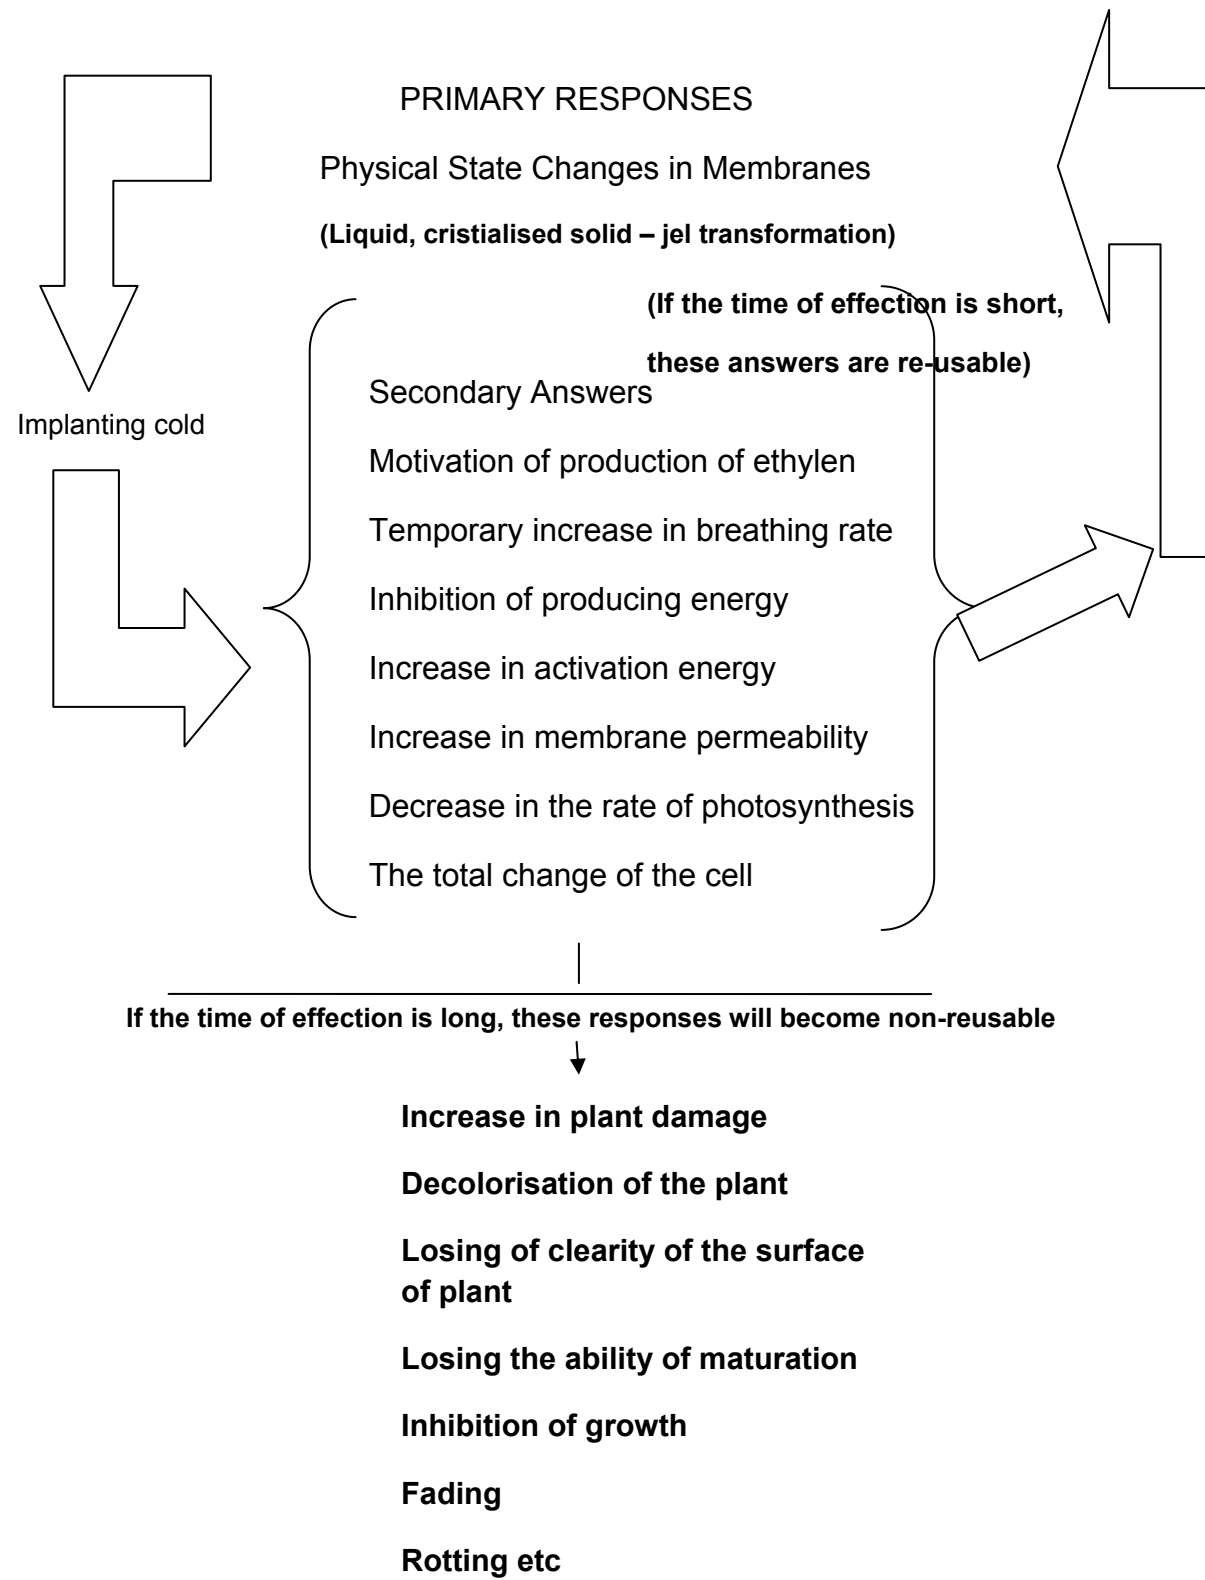 PRIMARY RESPONSES
Physical State Changes in Membranes
(Liquid, cristialised solid – jel transformation)
(If the time of effection is short,
these answers are re-usable)
Secondary Answers
Implanting cold
Motivation of production of ethylen
Temporary increase in breathing rate
Inhibition of producing energy
Increase in activation energy
Increase in membrane permeability
Decrease in the rate of photosynthesis
The total change of the cell
If the time of effection is long, these responses will become non-reusable
Increase in plant damage
Decolorisation of the plant
Losing of clearity of the surface
of plant
Losing the ability of maturation
Inhibition of growth
Fading
Rotting etc